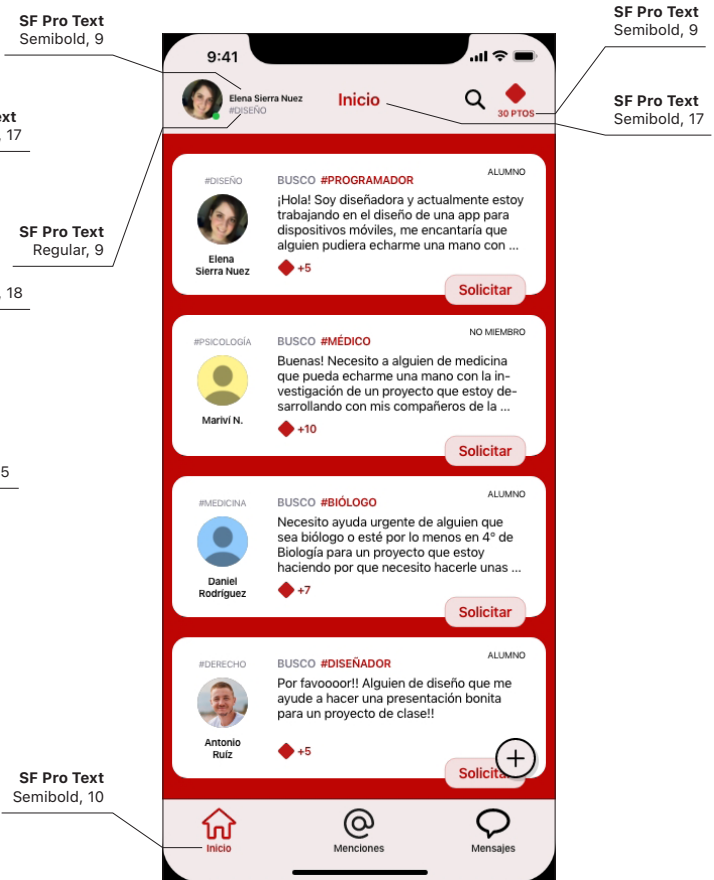 SF Pro Text
Semibold, 9
SF Pro Text
Semibold, 9
9:41
Elena Sierra Nuez
#DISEÑO
Inicio
30 PTOS
SF Pro Text
Semibold, 17
17
SF Pro Text
Regular, 9
18
5
#DISEÑO
BUSCO #PROGRAMADOR
ALUMNO
¡Hola! Soy diseñadora y actualmente estoy
trabajando en el diseño de una app para
dispositivos móviles, me encantaría que
alguien pudiera echarme una mano con ...
Elena
Sierra Nuez
+5
Solicitar
#PSICOLOGÍA
BUSCO #MÉDICO
NO MIEMBRO
Buenas! Necesito a alguien de medicina
que pueda echarme una mano con la in-
vestigación de un proyecto que estoy de-
sarrollando con mis compañeros de la ...
Mariví N.
+10
Solicitar
#MEDICINA
BUSCO #BIÓLOGO
ALUMNO
Necesito ayuda urgente de alguien que
sea biólogo o esté por lo menos en 4º de
Biología para un proyecto que estoy
haciendo por que necesito hacerle unas ...
Daniel
Rodríguez
+7
Solicitar
#DERECHO
BUSCO #DISEÑADOR
ALUMNO
Por favoooor!! Alguien de diseño que me
ayude a hacer una presentación bonita
para un proyecto de clase!!
Antonio
Ruíz
+5
Solicita
SF Pro Text
Semibold, 10
Inicio
Menciones
Mensajes